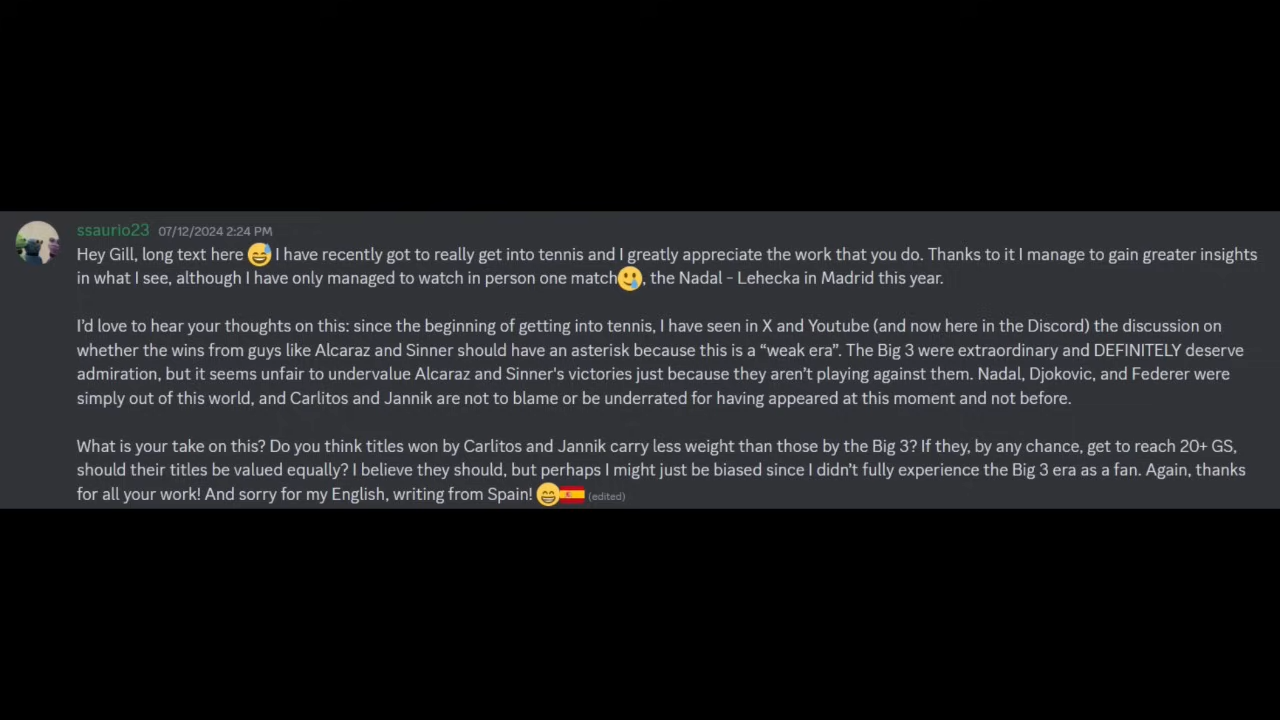 ssaurio23 07/12/2024 2:24 PM
Hey Gill, long text here 😅 I have recently got to really get into tennis and I greatly appreciate the work that you do. Thanks to it I manage to gain greater insights
in what I see, although I have only managed to watch in person one match🥲, the Nadal - Lehecka in Madrid this year.
I'd love to hear your thoughts on this: since the beginning of getting into tennis, I have seen in X and Youtube (and now here in the Discord) the discussion on
whether the wins from guys like Alcaraz and Sinner should have an asterisk because this is a “weak era”. The Big 3 were extraordinary and DEFINITELY deserve
admiration, but it seems unfair to undervalue Alcaraz and Sinner's victories just because they aren’t playing against them. Nadal, Djokovic, and Federer were
simply out of this world, and Carlitos and Jannik are not to blame or be underrated for having appeared at this moment and not before.
What is your take on this? Do you think titles won by Carlitos and Jannik carry less weight than those by the Big 3? If they, by any chance, get to reach 20+ GS,
should their titles be valued equally? I believe they should, but perhaps I might just be biased since I didn’t fully experience the Big 3 era as a fan. Again, thanks
for all your work! And sorry for my English, writing from Spain! 😁🇪🇸 (edited)